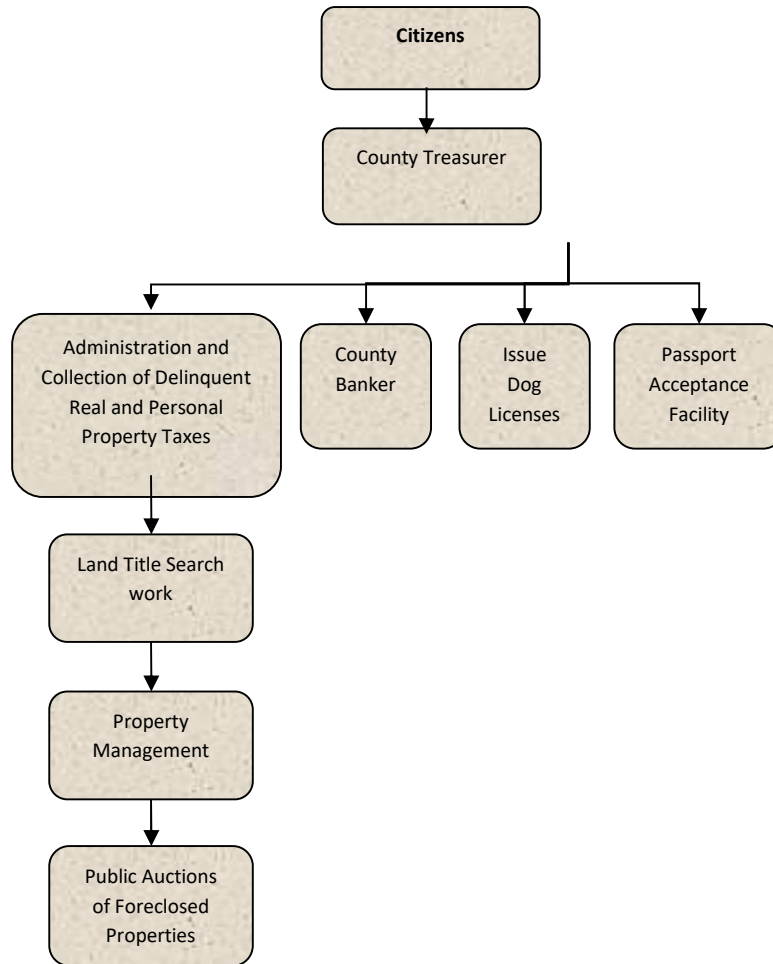 Citizens
County Treasurer
Administration and
Collection of Delinquent
Real and Personal
Property Taxes
County
Banker
Issue
Dog
Licenses
Passport
Acceptance
Facility
Land Title Search
work
Property
Management
Public Auctions
of Foreclosed
Properties